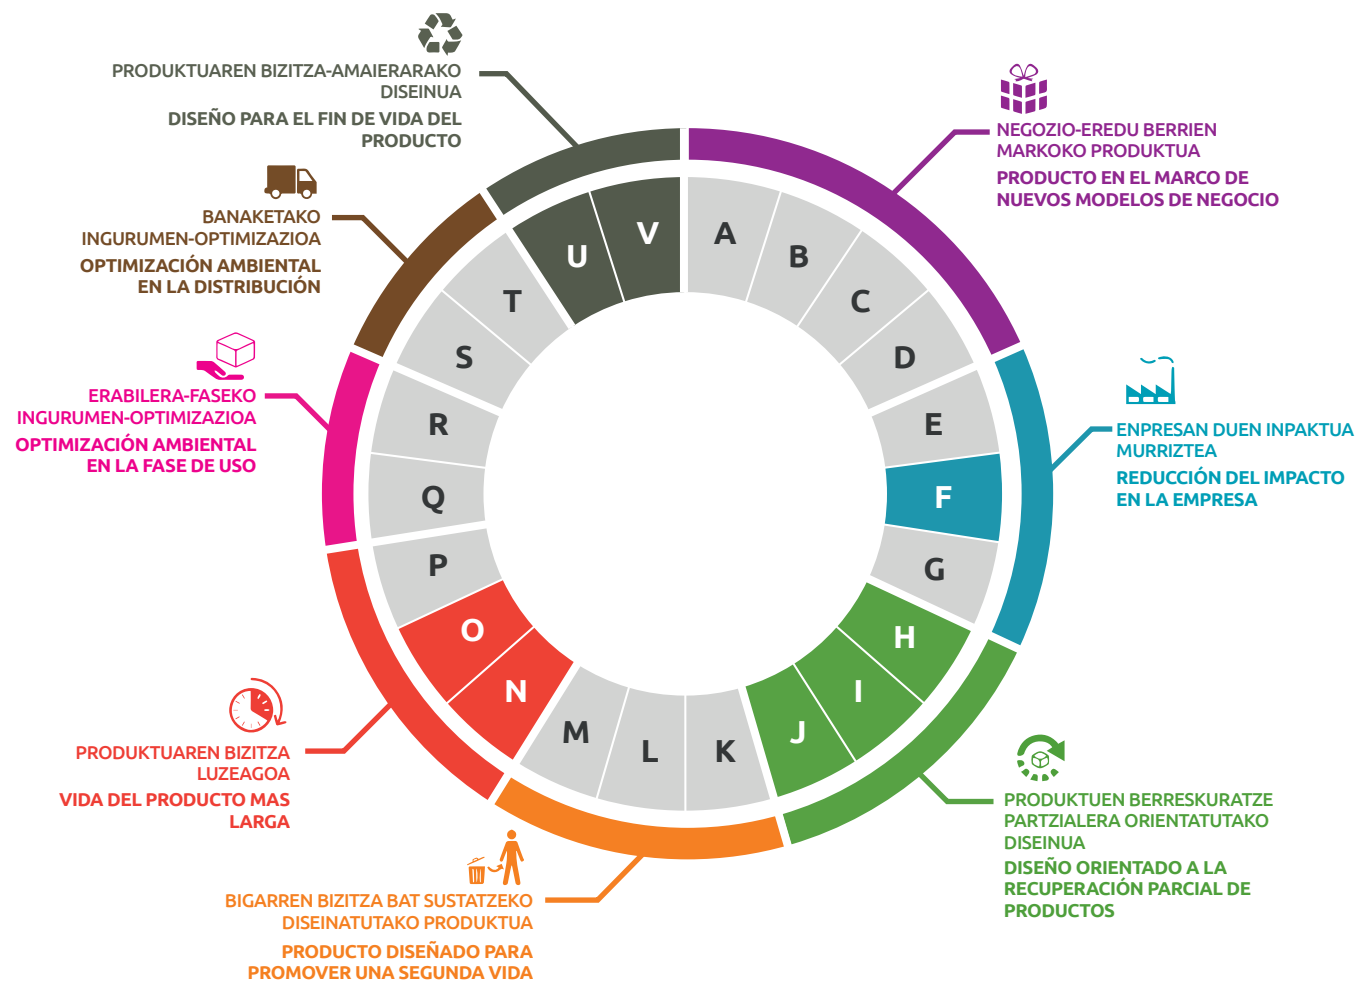 PRODUKTUAREN BIZITZA-AMAIERARAKO
DISEINUA
DISEÑO PARA EL FIN DE VIDA DEL
PRODUCTO
NEGOZIO-EREDU BERRIEN
MARKOKO PRODUKTUA
PRODUCTO EN EL MARCO DE
NUEVOS MODELOS DE NEGOCIO
BANAKETAKO
INGURUMEN-OPTIMIZAZIOA
OPTIMIZACIÓN AMBIENTAL
EN LA DISTRIBUCIÓN
ERABILERA-FASEKO
INGURUMEN-OPTIMIZAZIOA
OPTIMIZACIÓN AMBIENTAL
EN LA FASE DE USO
ENPRESAN DUEN INPAKTUA
MURRIZTEA
REDUCCIÓN DEL IMPACTO
EN LA EMPRESA
A
B
C
D
E
F
G
H
I
J
K
L
M
N
O
P
Q
R
S
T
U
V
PRODUKTUAREN BIZITZA
LUZEAGOA
VIDA DEL PRODUCTO MAS
LARGA
PRODUKTUEN BERRESKURATZE
PARTZIALERA ORIENTATUTAKO
DISEINUA
DISEÑO ORIENTADO A LA
RECUPERACIÓN PARCIAL DE
PRODUCTOS
BIGARREN BIZITZA BAT SUSTATZEKO
DISEINATUTAKO PRODUKTUA
PRODUCTO DISEÑADO PARA
PROMOVER UNA SEGUNDA VIDA